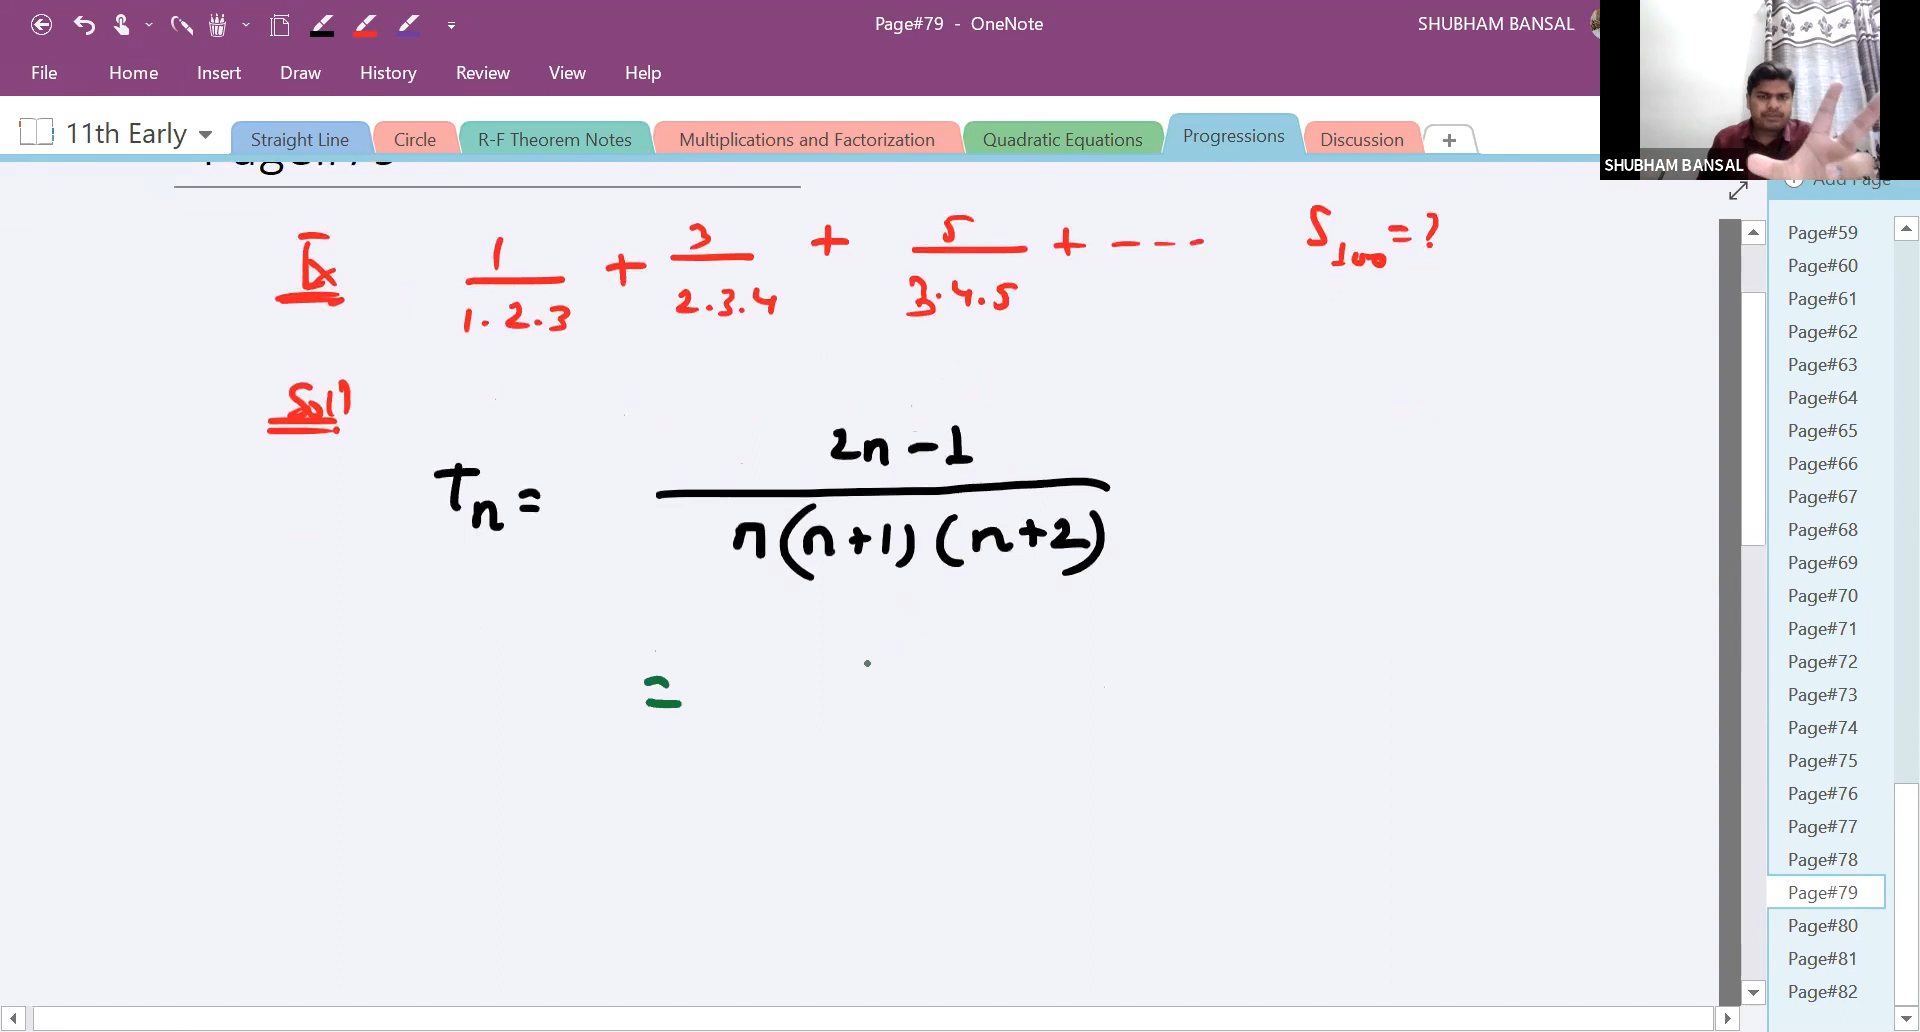 Page#79 - OneNote
SHUBHAM BANSAL
File Home Insert Draw History Review View Help
SHUBHAM BANSAL
11th Early
Straight Line Circle R-F Theorem Notes Multiplications and Factorization Quadratic Equations Progressions Discussion +
Add Page
Ex 1/1·2·3 + 3/2·3·4 + 5/3·4·5 + ---- S₁₀₀ = ?
Solⁿ
Tₙ = 2n-1/n(n+1)(n+2)
=
Page#59
Page#60
Page#61
Page#62
Page#63
Page#64
Page#65
Page#66
Page#67
Page#68
Page#69
Page#70
Page#71
Page#72
Page#73
Page#74
Page#75
Page#76
Page#77
Page#78
Page#79
Page#80
Page#81
Page#82